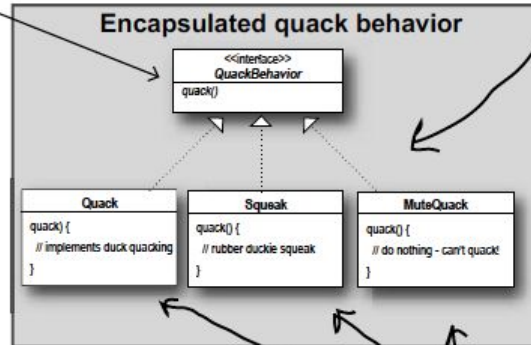 Encapsulated quack behavior
<<interface>>
QuackBehavior
quack()
Quack
quack) {
// implements duck quacking
}
Squeak
quack() {
// rubber duckie squeak
}
MuteQuack
quack() {
// do nothing - can't quack!
}